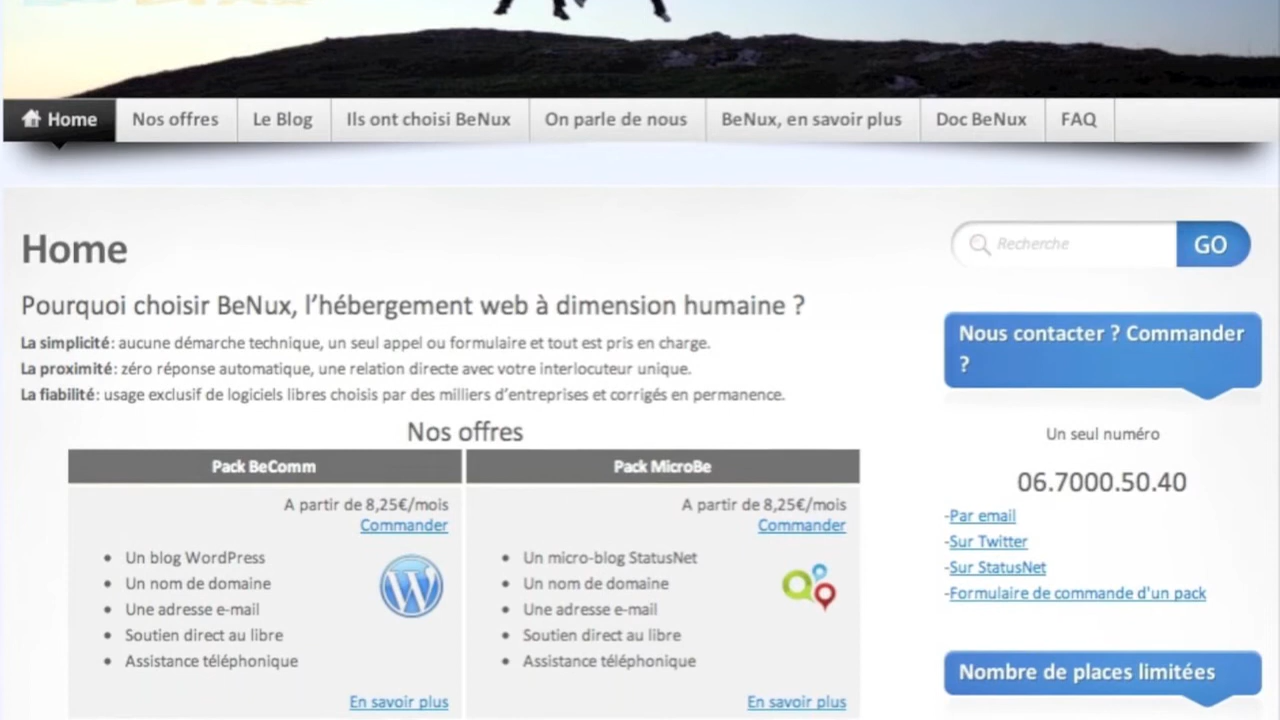 Home
Nos offres
Le Blog
Ils ont choisi BeNux
On parle de nous
BeNux, en savoir plus
Doc BeNux
FAQ
Home
Recherche
GO
Pourquoi choisir BeNux, l'hébergement web à dimension humaine ?
La simplicité: aucune démarche technique, un seul appel ou formulaire et tout est pris en charge.
La proximité: zéro réponse automatique, une relation directe avec votre interlocuteur unique.
La fiabilité: usage exclusif de logiciels libres choisis par des milliers d'entreprises et corrigés en permanence.
Nos offres
Pack BeComm
A partir de 8,25€/mois
Commander
• Un blog WordPress
• Un nom de domaine
• Une adresse e-mail
• Soutien direct au libre
• Assistance téléphonique
En savoir plus
Pack MicroBe
A partir de 8,25€/mois
Commander
• Un micro-blog StatusNet
• Un nom de domaine
• Une adresse e-mail
• Soutien direct au libre
• Assistance téléphonique
En savoir plus
Nous contacter ? Commander
?
Un seul numéro
06.7000.50.40
-Par email
-Sur Twitter
-Sur StatusNet
-Formulaire de commande d'un pack
Nombre de places limitées